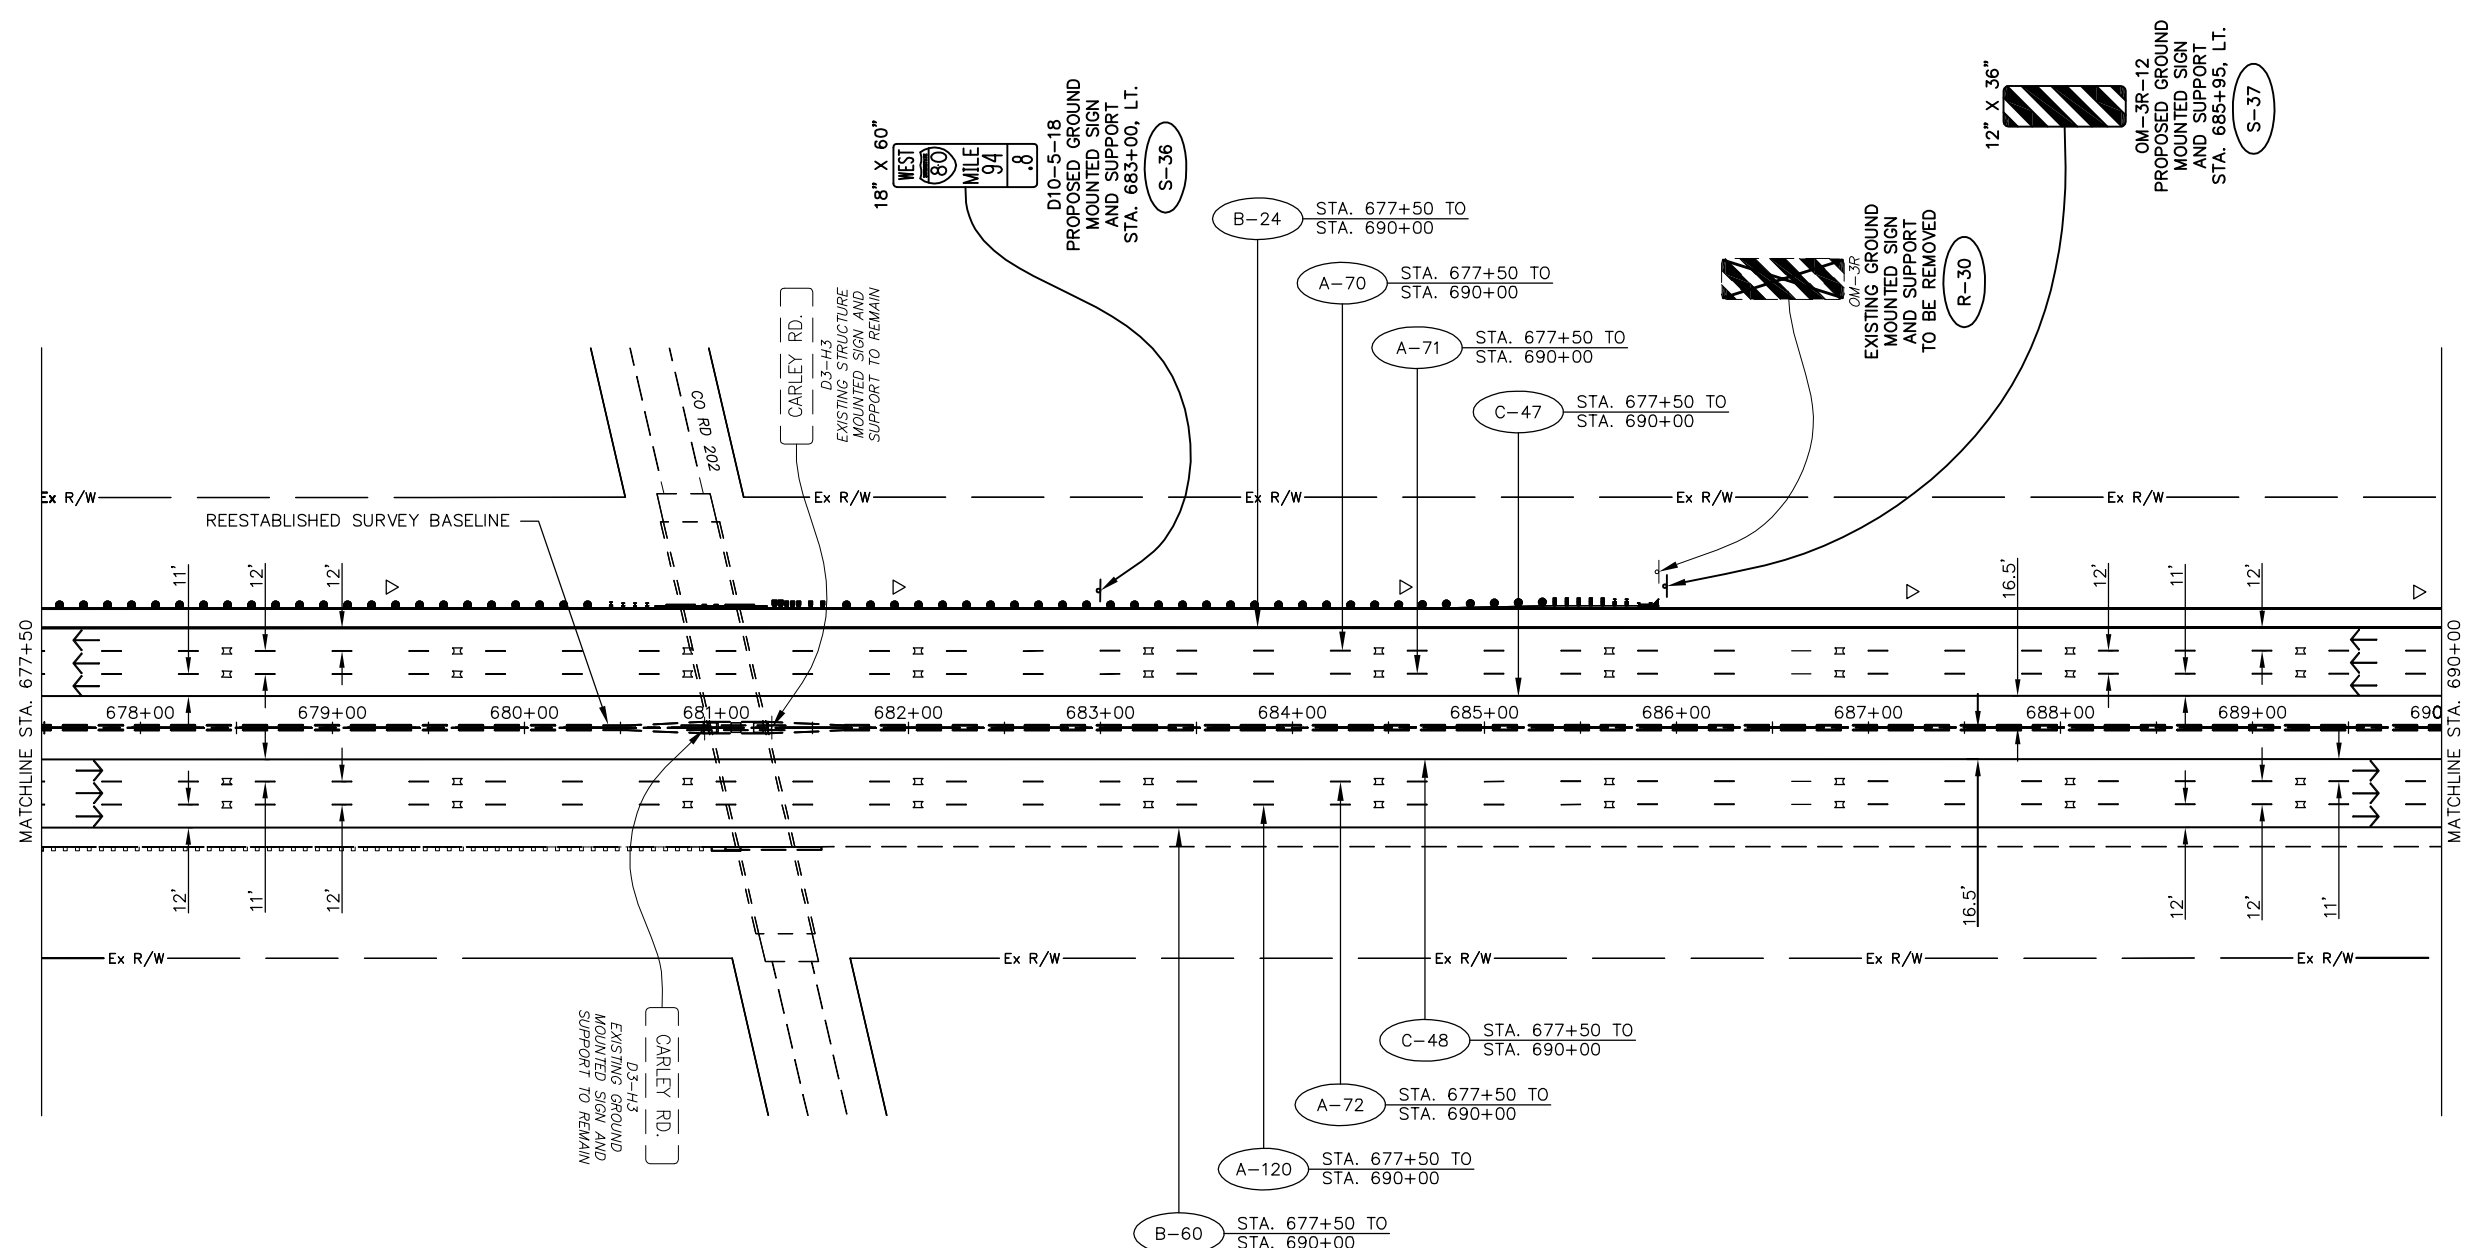 18" X 60"
WEST
INTERSTATE
80
MILE
94
.8
D10-5-18
PROPOSED GROUND
MOUNTED SIGN
AND SUPPORT
STA. 683+00, LT.
S-36
12" X 36"
OM-3R-12
PROPOSED GROUND
MOUNTED SIGN
AND SUPPORT
STA. 685+95, LT.
S-37
B-24
STA. 677+50 TO
STA. 690+00
A-70
STA. 677+50 TO
STA. 690+00
A-71
STA. 677+50 TO
STA. 690+00
C-47
STA. 677+50 TO
STA. 690+00
OM-3R
EXISTING GROUND
MOUNTED SIGN
AND SUPPORT
TO BE REMOVED
R-30
CARLEY RD.
D3-H3
EXISTING STRUCTURE
MOUNTED SIGN AND
SUPPORT TO REMAIN
CO RD 202
Ex R/W
Ex R/W
Ex R/W
Ex R/W
Ex R/W
REESTABLISHED SURVEY BASELINE
11'
12'
12'
16.5'
12'
11'
12'
MATCHLINE STA. 677+50
678+00
679+00
680+00
681+00
682+00
683+00
684+00
685+00
686+00
687+00
688+00
689+00
690
MATCHLINE STA. 690+00
12'
11'
12'
16.5'
12'
12'
11'
Ex R/W
Ex R/W
Ex R/W
Ex R/W
Ex R/W
CARLEY RD.
D3-H3
EXISTING GROUND
MOUNTED SIGN AND
SUPPORT TO REMAIN
C-48
STA. 677+50 TO
STA. 690+00
A-72
STA. 677+50 TO
STA. 690+00
A-120
STA. 677+50 TO
STA. 690+00
B-60
STA. 677+50 TO
STA. 690+00